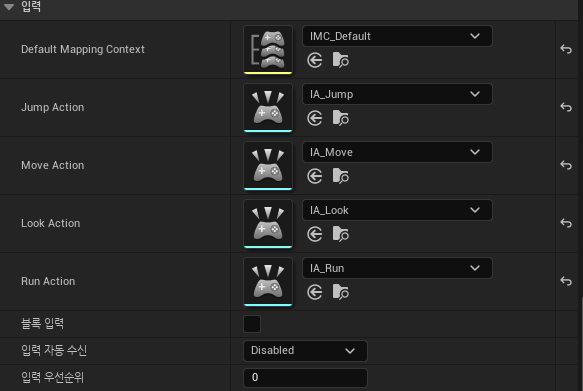 입력
Default Mapping Context
IMC_Default
Jump Action
IA_Jump
Move Action
IA_Move
Look Action
IA_Look
Run Action
IA_Run
블록 입력
입력 자동 수신
Disabled
입력 우선순위
0